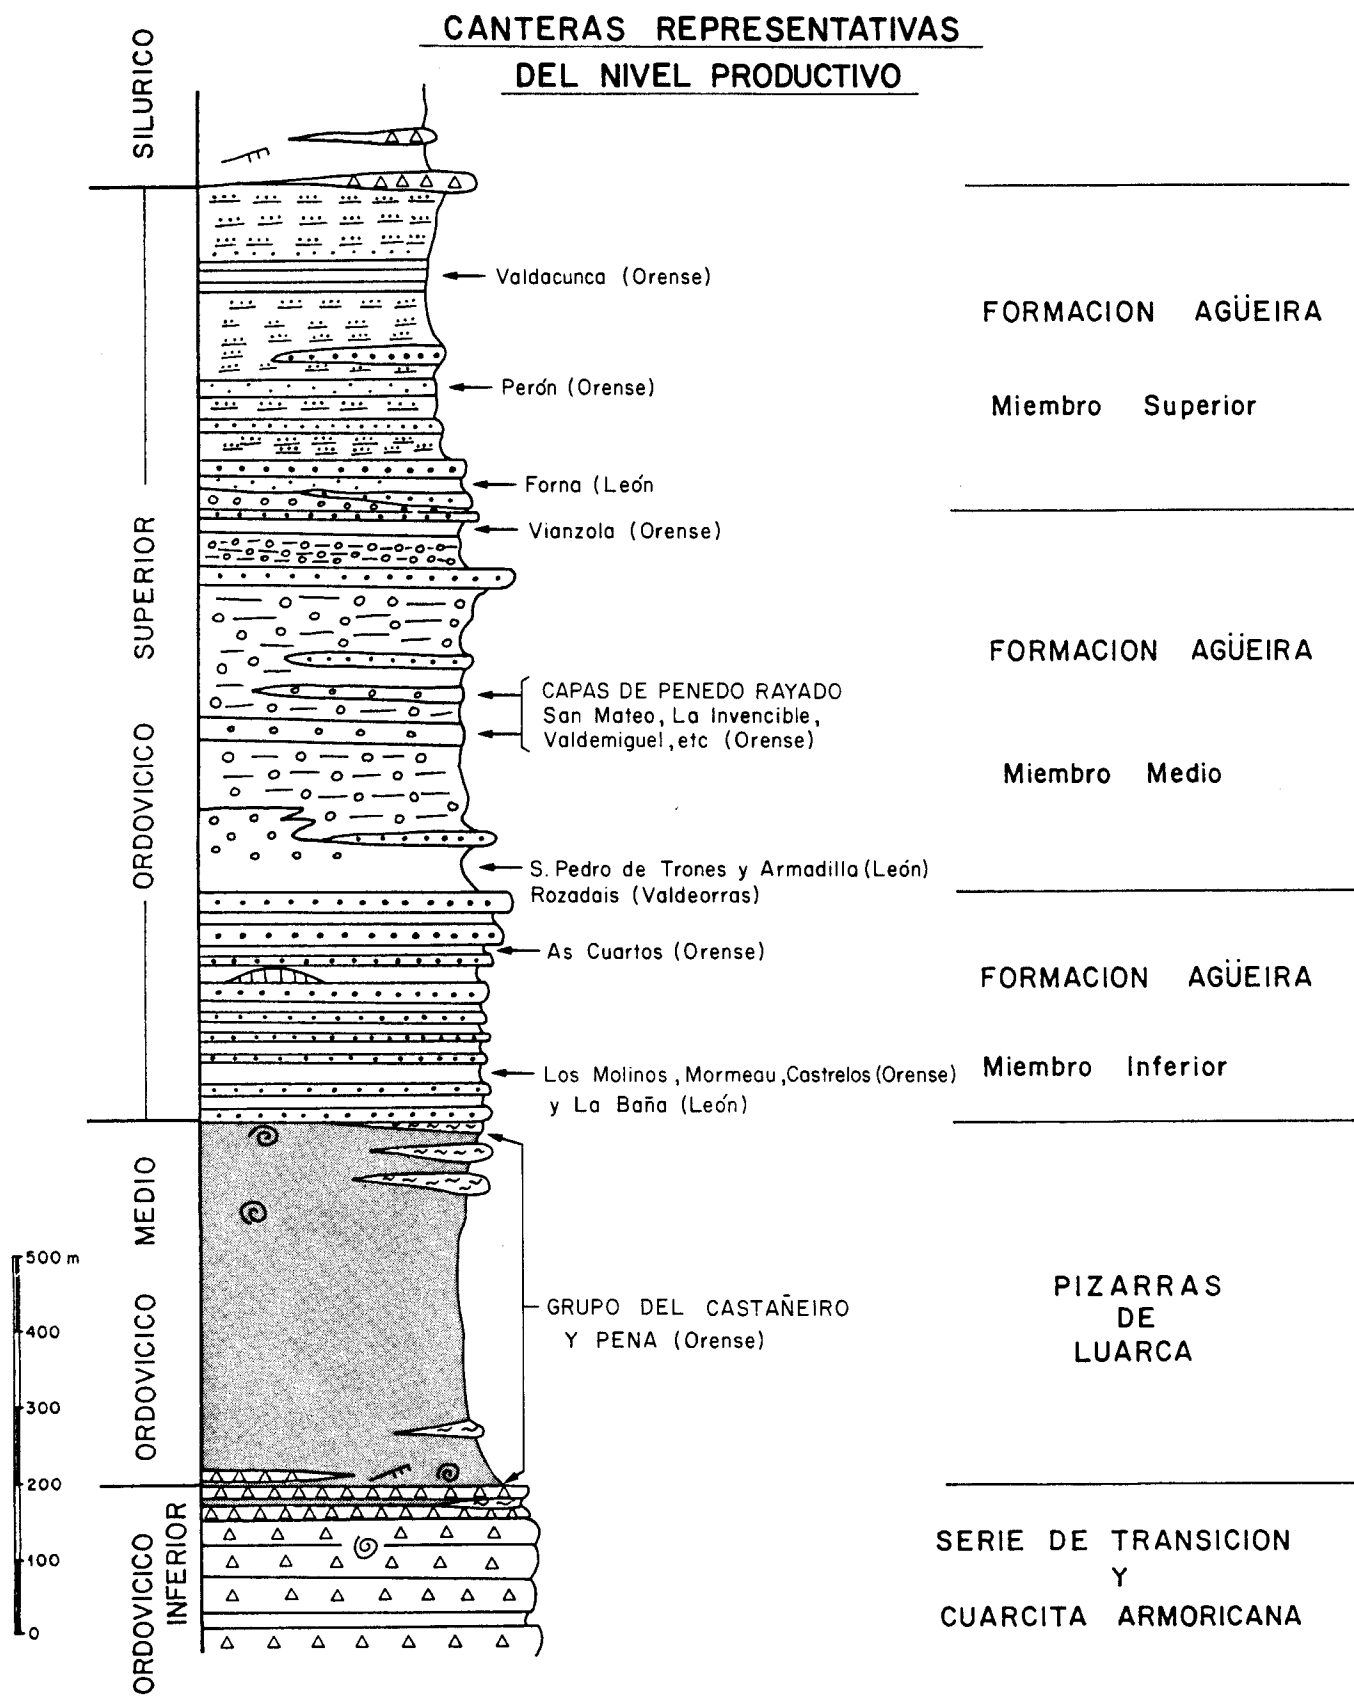 CANTERAS REPRESENTATIVAS
DEL NIVEL PRODUCTIVO
SILURICO
ORDOVICICO SUPERIOR
ORDOVICICO MEDIO
ORDOVICICO
INFERIOR
500 m
400
300
200
100
0
Valdacunca (Orense)
Perón (Orense)
Forna (León
Vianzola (Orense)
CAPAS DE PENEDO RAYADO
San Mateo, La Invencible,
Valdemiguel, etc (Orense)
S. Pedro de Trones y Armadilla (León)
Rozadais (Valdeorras)
As Cuartos (Orense)
Los Molinos, Mormeau, Castrelos (Orense)
y La Baña (León)
GRUPO DEL CASTAÑEIRO
Y PENA (Orense)
FORMACION AGÜEIRA
Miembro Superior
FORMACION AGÜEIRA
Miembro Medio
FORMACION AGÜEIRA
Miembro Inferior
PIZARRAS
DE
LUARCA
SERIE DE TRANSICION
Y
CUARCITA ARMORICANA